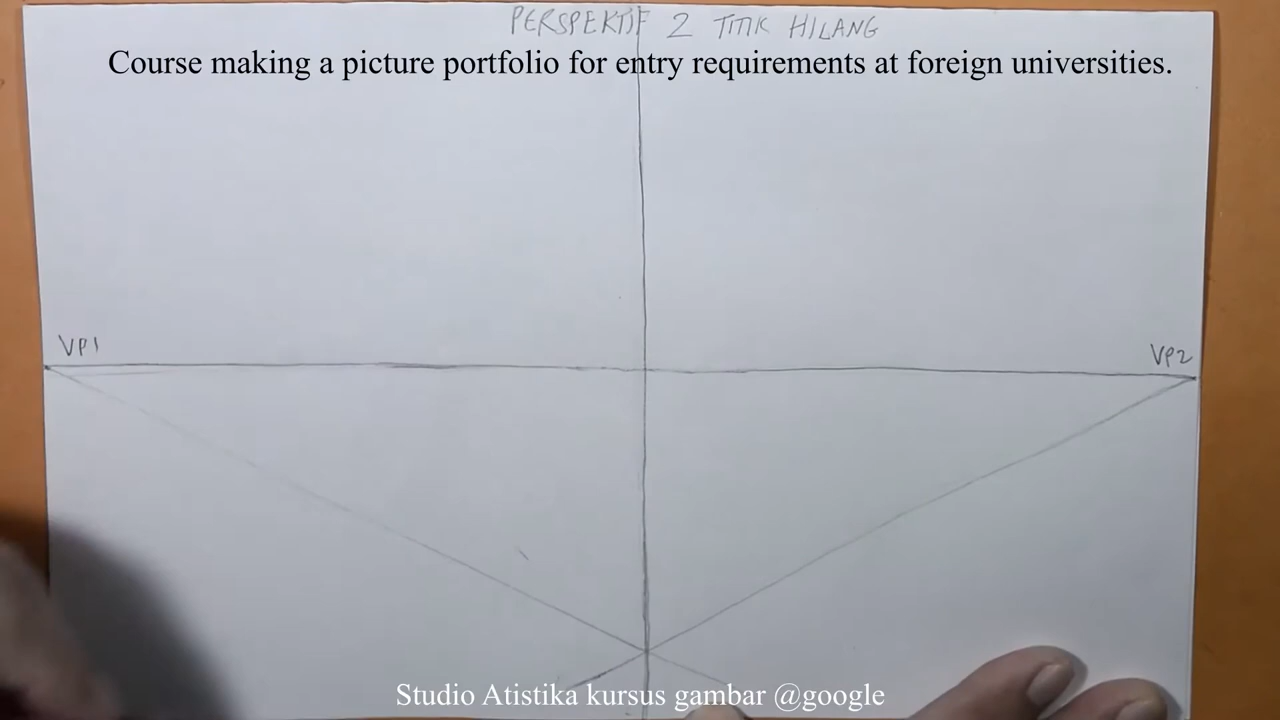 PERSPEKTIF 2 TITIK HILANG
Course making a picture portfolio for entry requirements at foreign universities.
VP1
VP2
Studio Atistika kursus gambar @google